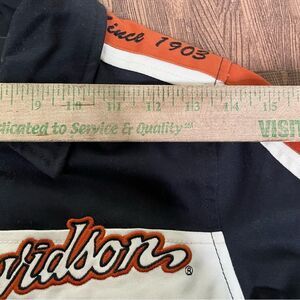 Since 1903
9 10 11 12 13 14 15
dicated to Service & Quality"
VISIT
vidson
®